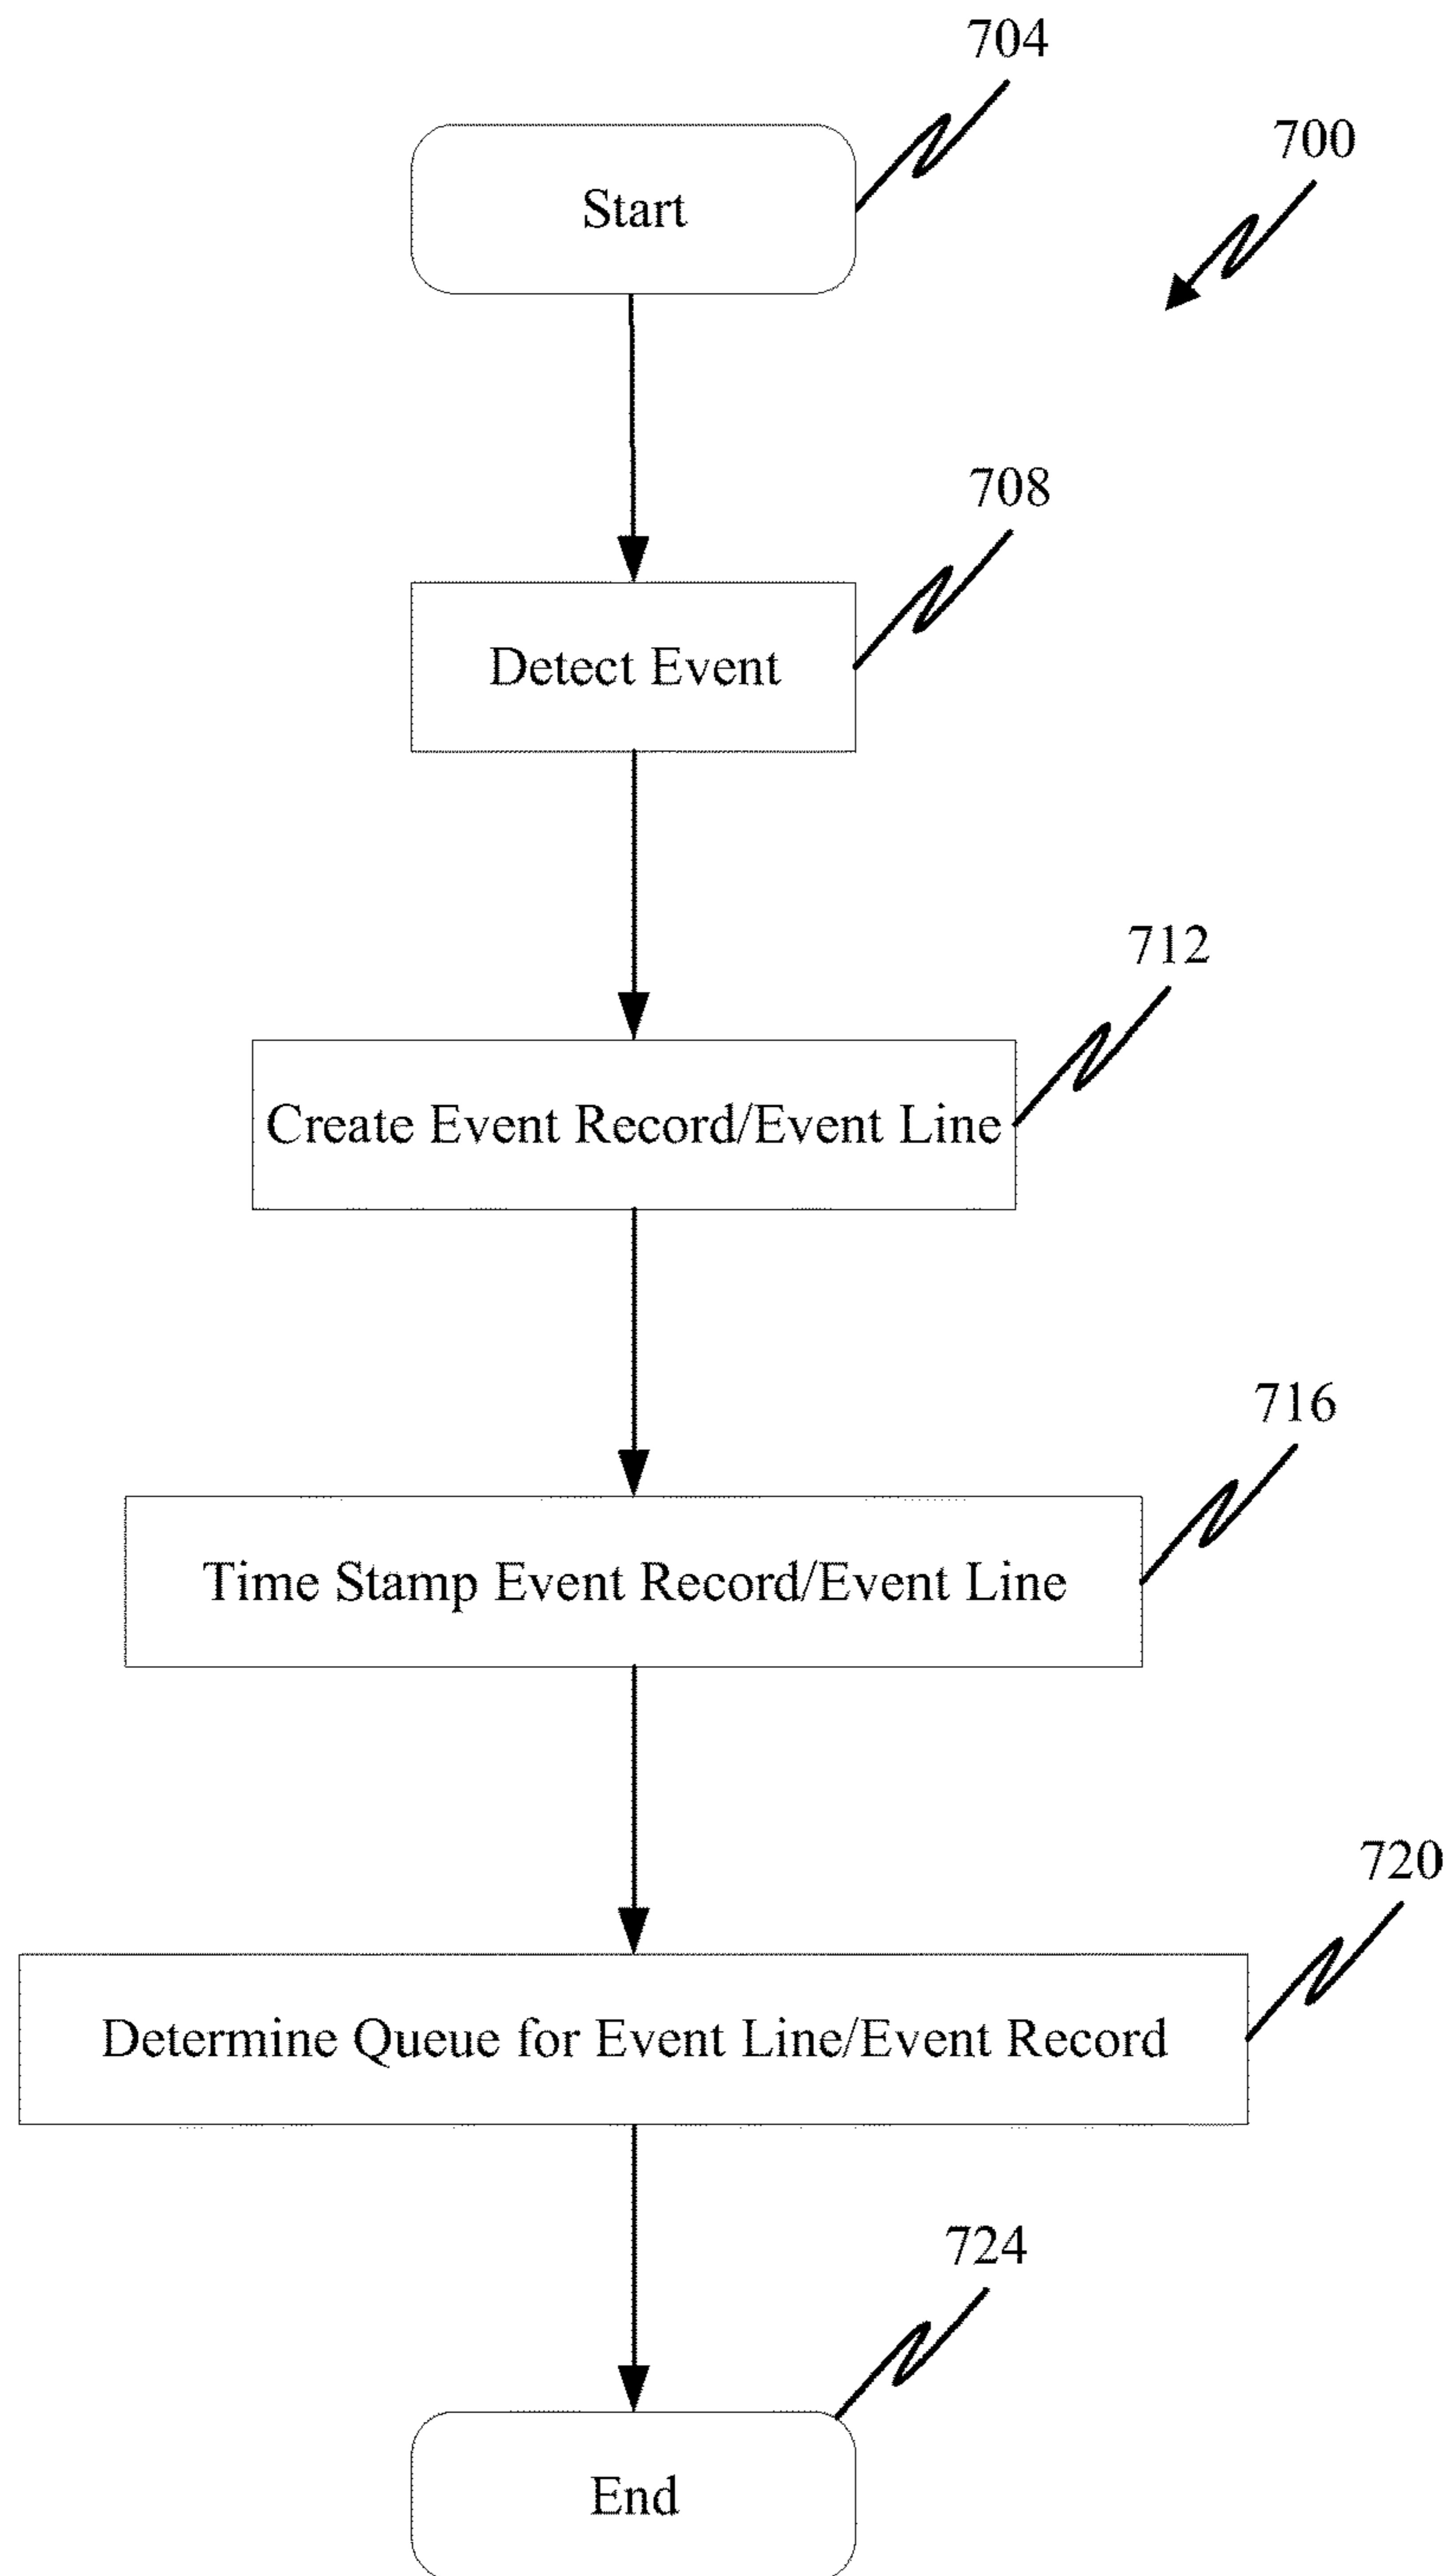 704
700
Start
708
Detect Event
712
Create Event Record/Event Line
716
Time Stamp Event Record/Event Line
720
Determine Queue for Event Line/Event Record
724
End